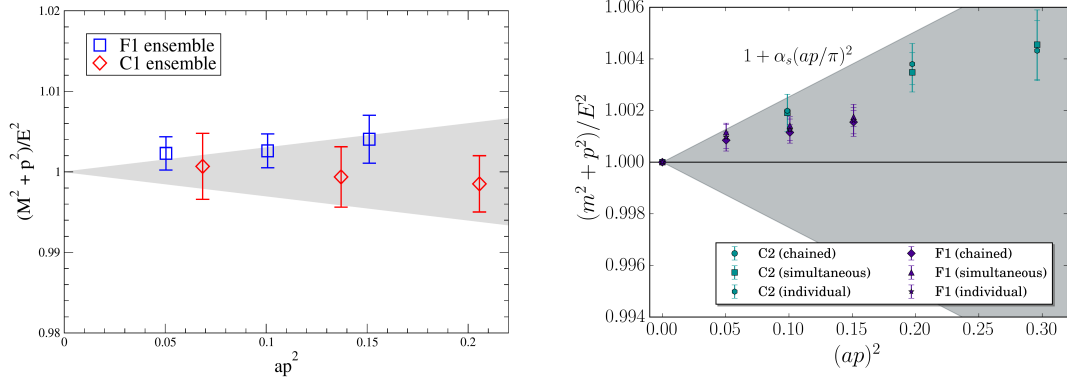 1.02
1.01
1
0.99
0.98
(M² + p²)/E²
F1 ensemble
C1 ensemble
0
0.05
0.1
0.15
0.2
ap²
1.006
1.004
1.002
1.000
0.998
0.996
0.994
(m² + p²)/E²
1 + αₛ(ap/π)²
C2 (chained)
C2 (simultaneous)
C2 (individual)
F1 (chained)
F1 (simultaneous)
F1 (individual)
0.00
0.05
0.10
0.15
0.20
0.25
0.30
(ap)²